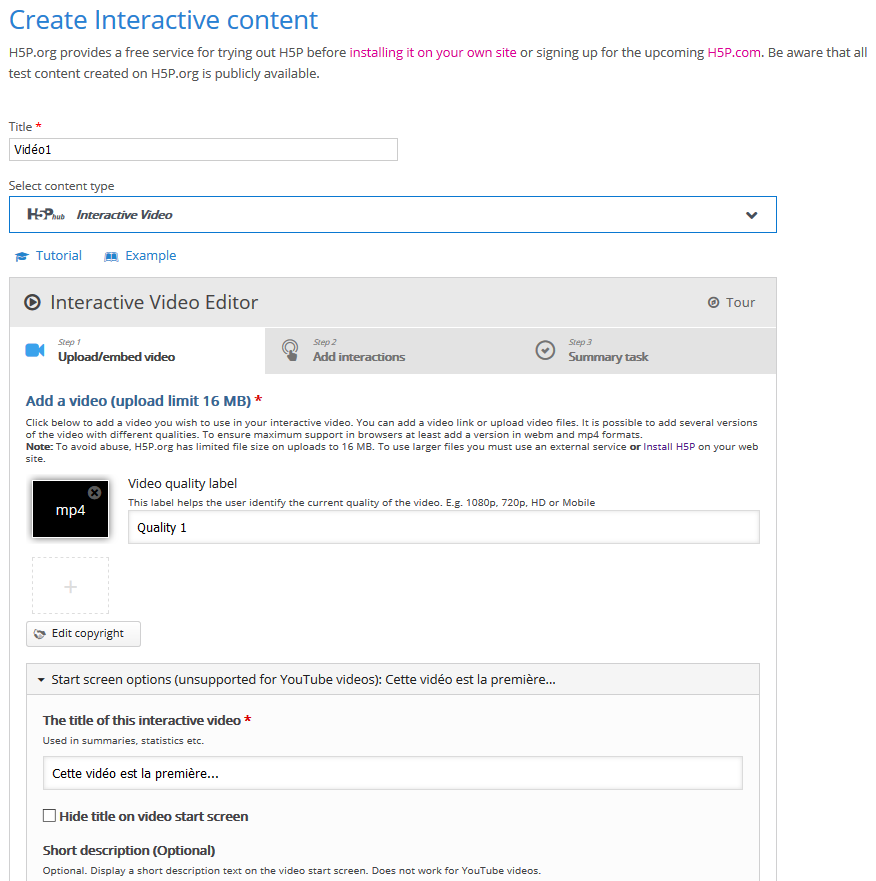 Create Interactive content
H5P.org provides a free service for trying out H5P before installing it on your own site or signing up for the upcoming H5P.com. Be aware that all
test content created on H5P.org is publicly available.
Title *
Vidéo1
Select content type
H5P hub Interactive Video
Tutorial Example
Interactive Video Editor Tour
Step 1 Step 2 Step 3
Upload/embed video Add interactions Summary task
Add a video (upload limit 16 MB) *
Click below to add a video you wish to use in your interactive video. You can add a video link or upload video files. It is possible to add several versions
of the video with different qualities. To ensure maximum support in browsers at least add a version in webm and mp4 formats.
Note: To avoid abuse, H5P.org has limited file size on uploads to 16 MB. To use larger files you must use an external service or Install H5P on your web
site.
Video quality label
This label helps the user identify the current quality of the video. E.g. 1080p, 720p, HD or Mobile
mp4
Quality 1
+
Edit copyright
Start screen options (unsupported for YouTube videos): Cette vidéo est la première...
The title of this interactive video *
Used in summaries, statistics etc.
Cette vidéo est la première...
Hide title on video start screen
Short description (Optional)
Optional. Display a short description text on the video start screen. Does not work for YouTube videos.